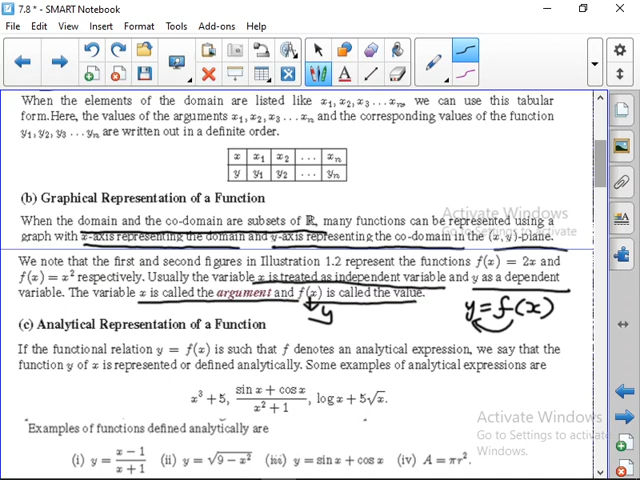 7.8 * - SMART Notebook
File Edit View Insert Format Tools Add-ons Help
When the elements of the domain are listed like x₁, x₂, x₃ . . . xₙ, we can use this tabular
form.Here, the values of the arguments x₁, x₂, x₃ . . . xₙ and the corresponding values of the function
y₁, y₂, y₃ . . . yₙ are written out in a definite order.
x x₁ x₂ . . . xₙ
y y₁ y₂ . . . yₙ
(b) Graphical Representation of a Function
When the domain and the co-domain are subsets of ℝ, many functions can be represented using a
graph with x-axis representing the domain and y-axis representing the co-domain in the (x, y)-plane.
Activate Windows
Go to Settings to activate Windows.
We note that the first and second figures in Illustration 1.2 represent the functions f(x) = 2x and
f(x) = x² respectively. Usually the variable x is treated as independent variable and y as a dependent
variable. The variable x is called the argument and f(x) is called the value.
y
y = f(x)
(c) Analytical Representation of a Function
If the functional relation y = f(x) is such that f denotes an analytical expression, we say that the
function y of x is represented or defined analytically. Some examples of analytical expressions are
x³ + 5, (sin x + cos x)/(x² + 1), log x + 5√x.
Activate Windows
Go to Settings to activate
Windows.
Examples of functions defined analytically are
(i) y = (x − 1)/(x + 1) (ii) y = √(9 − x²) (iii) y = sin x + cos x (iv) A = πr².